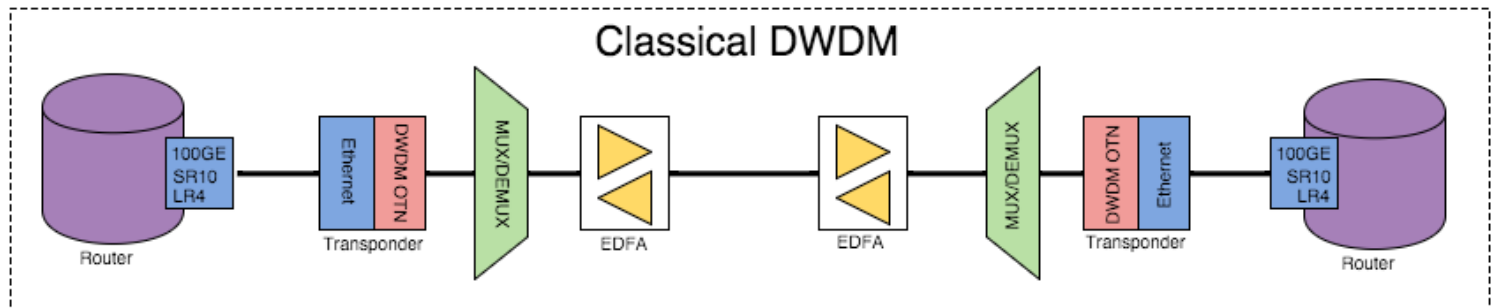 Classical DWDM
100GE
SR10
LR4
Router
Ethernet
DWDM OTN
Transponder
MUX/DEMUX
EDFA
EDFA
MUX/DEMUX
DWDM OTN
Ethernet
Transponder
100GE
SR10
LR4
Router